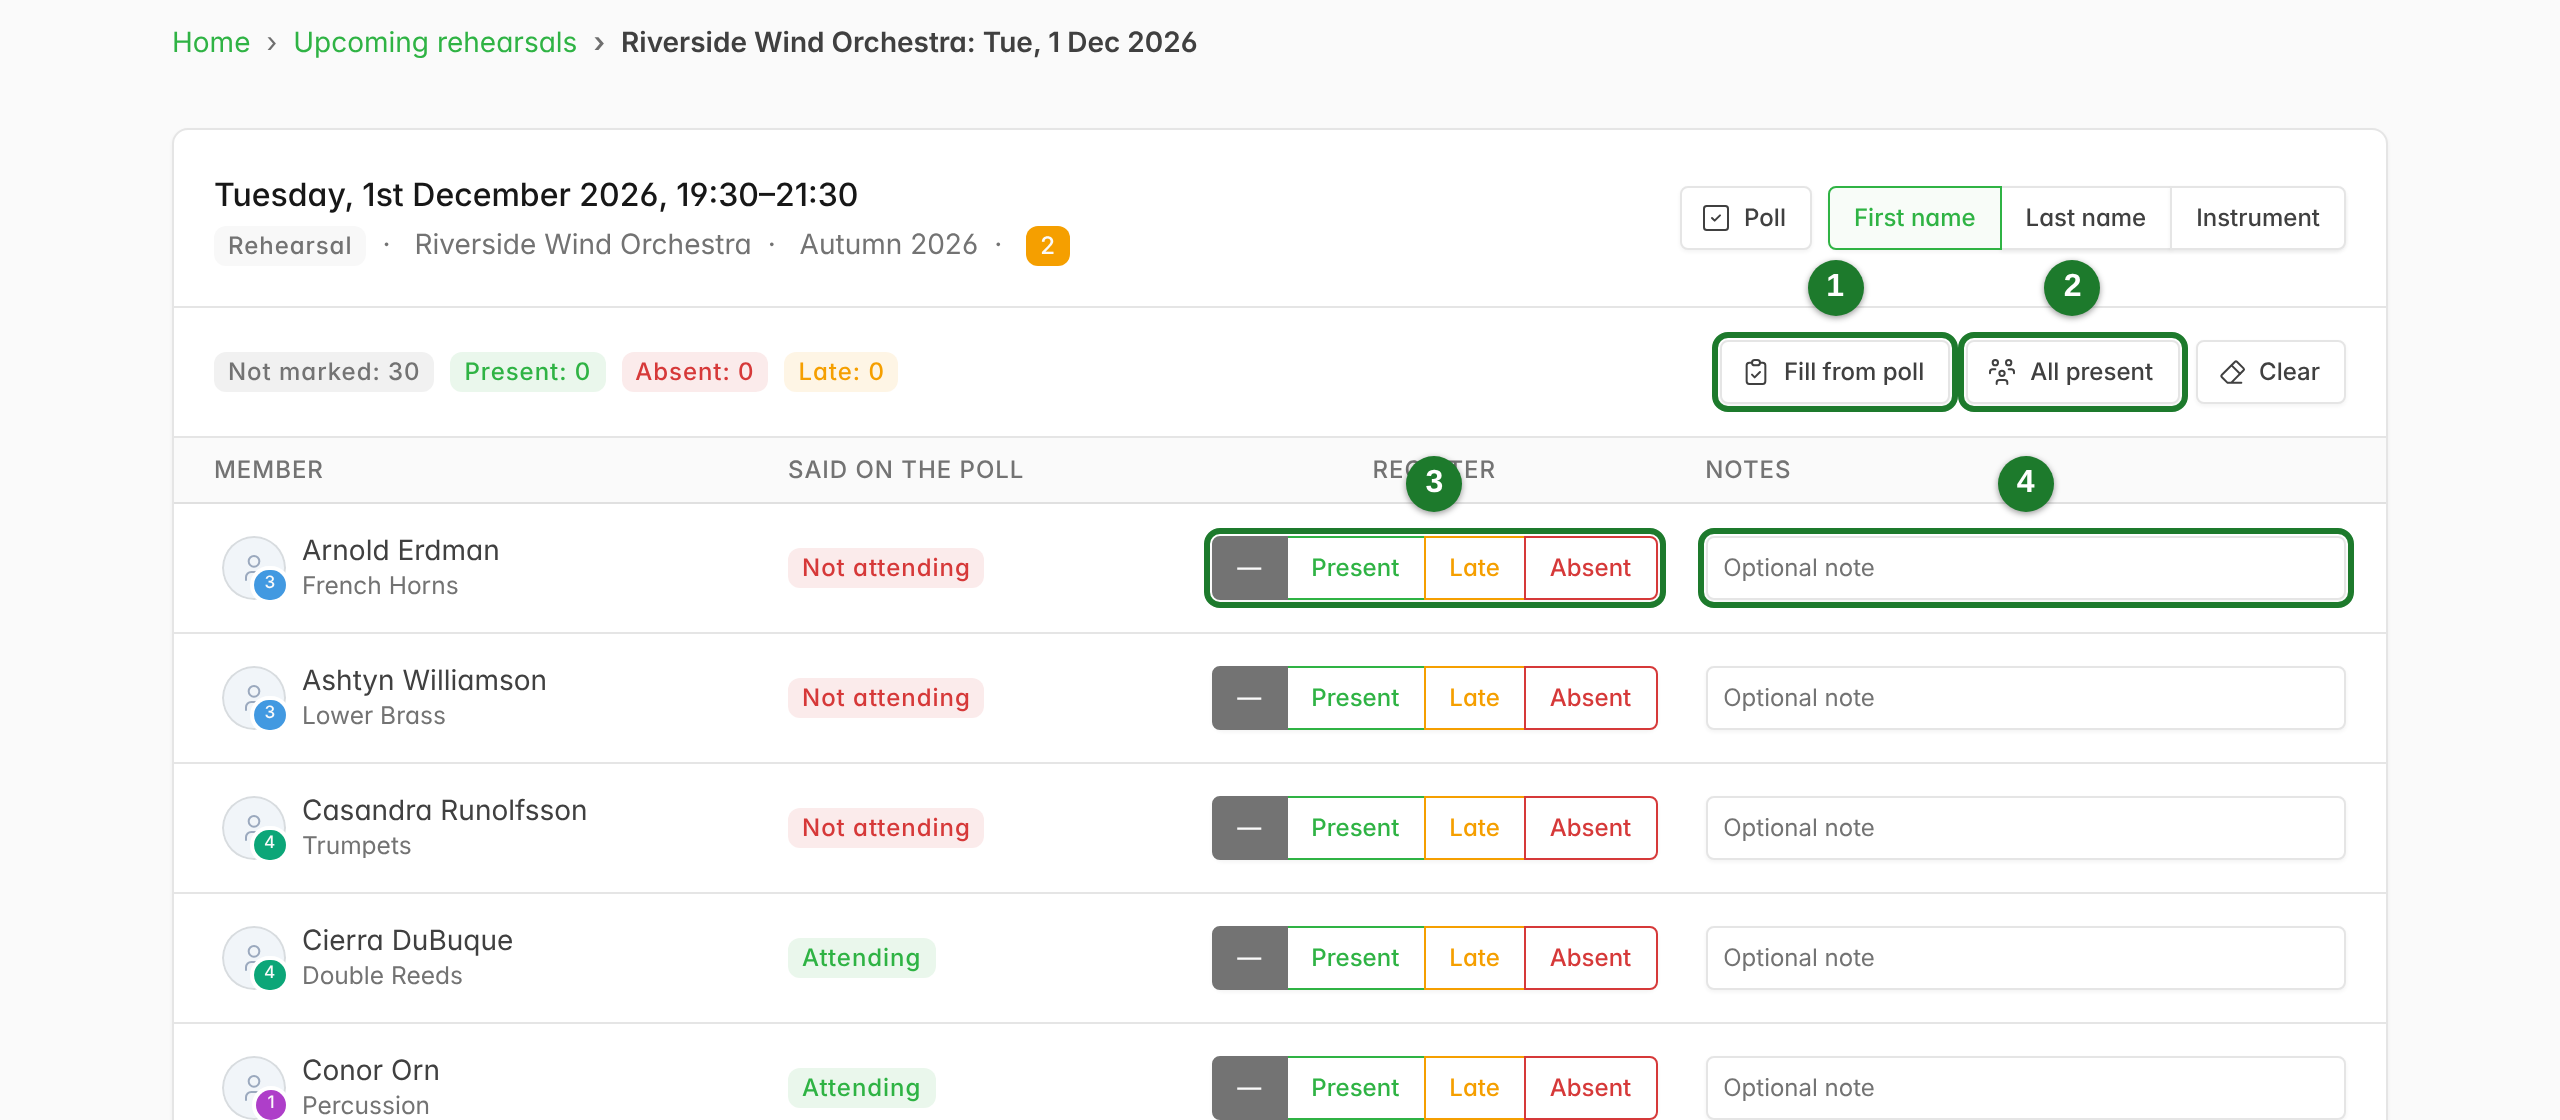 Home › Upcoming rehearsals › Riverside Wind Orchestra: Tue, 1 Dec 2026
Tuesday, 1st December 2026, 19:30–21:30
Rehearsal · Riverside Wind Orchestra · Autumn 2026 · 2
Poll First name Last name Instrument
1 2
Not marked: 30 Present: 0 Absent: 0 Late: 0 Fill from poll All present Clear
MEMBER SAID ON THE POLL NOTES
3 4
Arnold Erdman
3 French Horns
Not attending — Present Late Absent Optional note
Ashtyn Williamson
3 Lower Brass
Not attending — Present Late Absent Optional note
Casandra Runolfsson
4 Trumpets
Not attending — Present Late Absent Optional note
Cierra DuBuque
4 Double Reeds
Attending — Present Late Absent Optional note
Conor Orn
1 Percussion
Attending — Present Late Absent Optional note